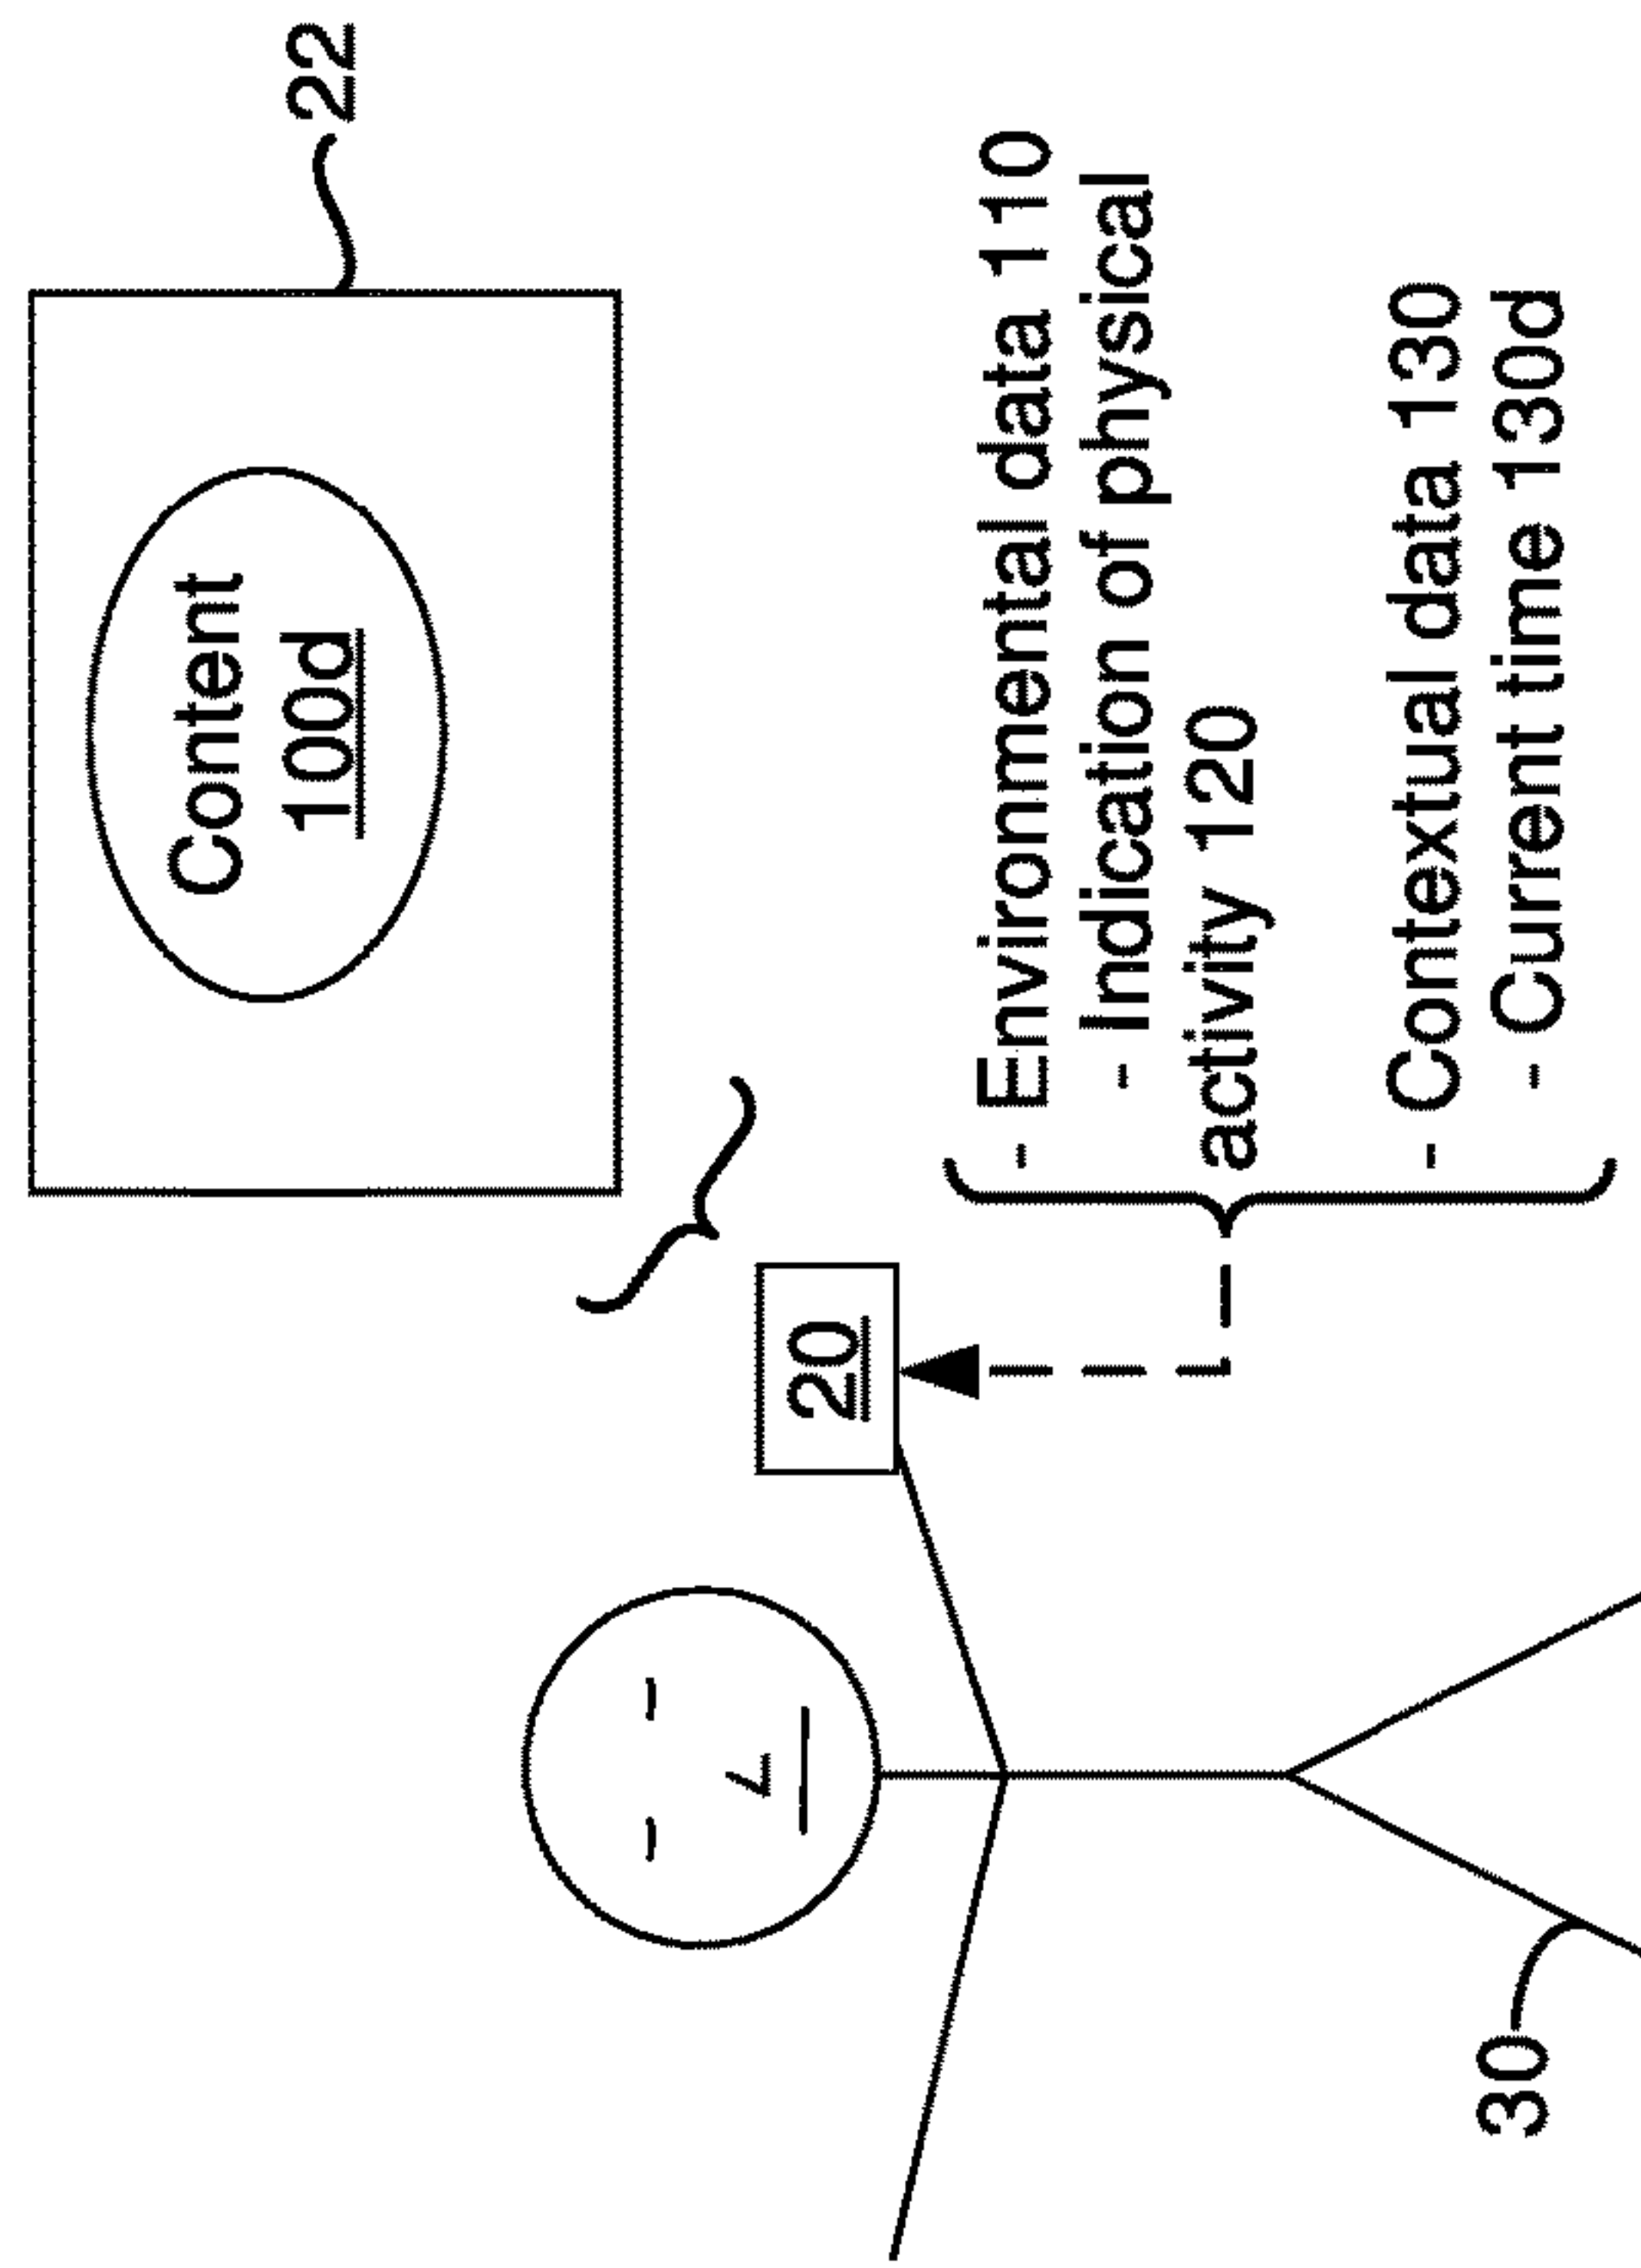 Content
100d
22
20
- Environmental data 110
- Indication of physical
activity 120
- Contextual data 130
- Current time 130d
30